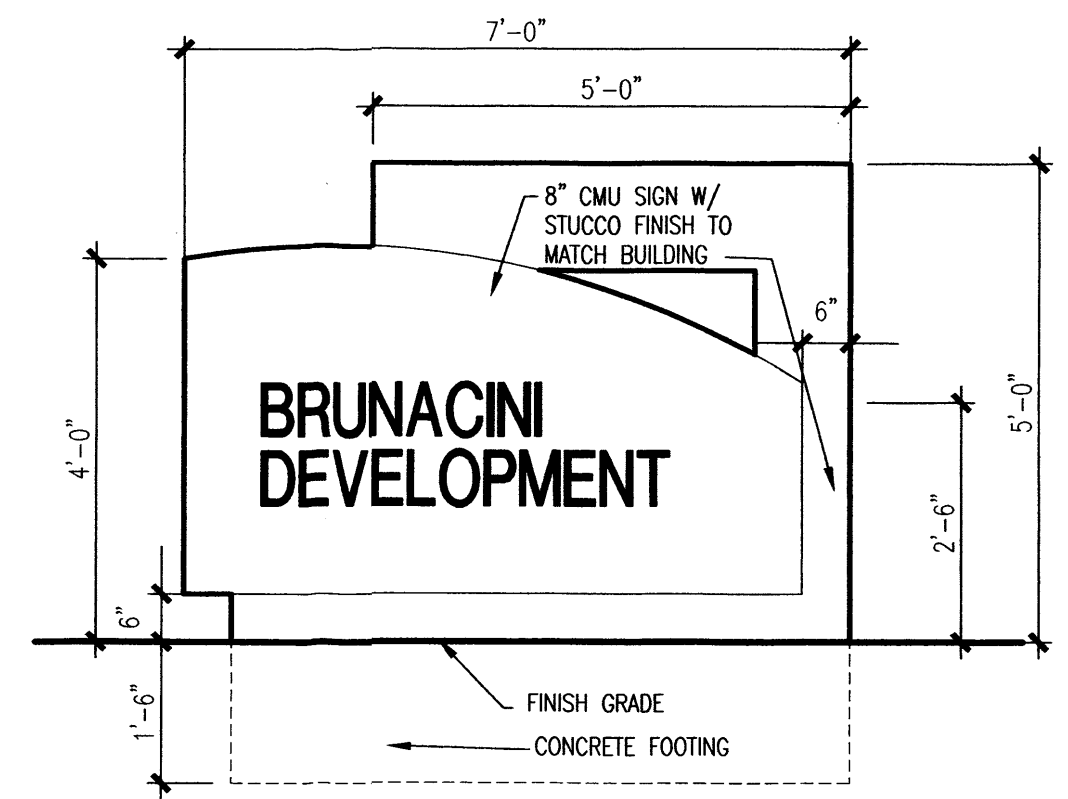 7'-0"
5'-0"
8" CMU SIGN W/
STUCCO FINISH TO
MATCH BUILDING
6"
BRUNACINI
DEVELOPMENT
4'-0"
5'-0"
2'-6"
6"
1'-6"
FINISH GRADE
CONCRETE FOOTING